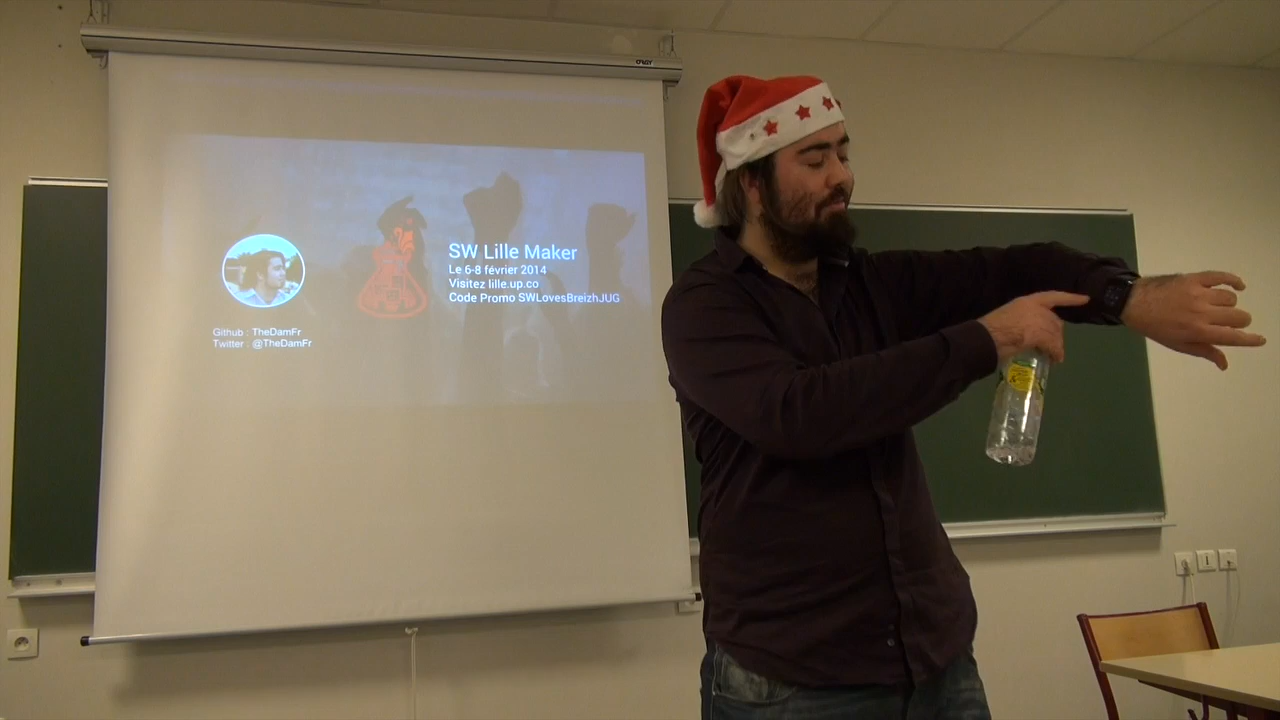 SW Lille Maker
Le 6-8 février 2014
Visitez lille.up.co
Code Promo SWLovesBreizhJUG
Github : TheDamFr
Twitter : @TheDamFr